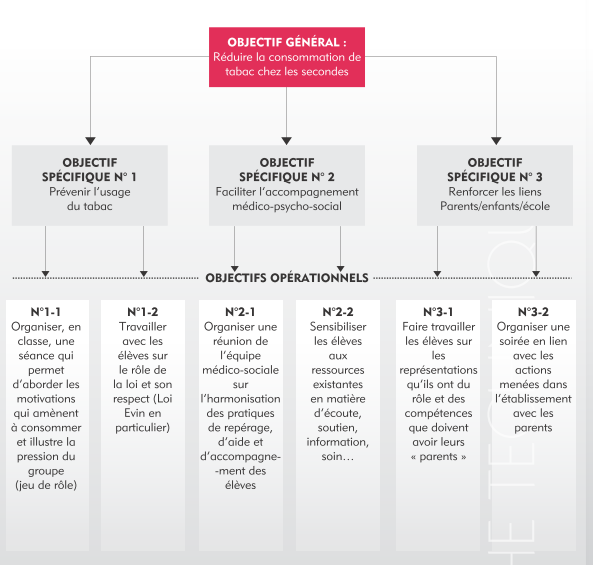 OBJECTIF GÉNÉRAL :
Réduire la consommation de
tabac chez les secondes
OBJECTIF
SPÉCIFIQUE N° 1
Prévenir l’usage
du tabac
OBJECTIF
SPÉCIFIQUE N° 2
Faciliter l’accompagnement
médico-psycho-social
OBJECTIF
SPÉCIFIQUE N° 3
Renforcer les liens
Parents/enfants/école
OBJECTIFS OPÉRATIONNELS
N°1-1
Organiser, en
classe, une
séance qui
permet
d’aborder les
motivations
qui amènent
à consommer
et illustre la
pression du
groupe
(jeu de rôle)
N°1-2
Travailler
avec les
élèves sur
le rôle de
la loi et son
respect (Loi
Evin en
particulier)
N°2-1
Organiser une
réunion de
l’équipe
médico-sociale
sur
l’harmonisation
des pratiques
de repérage,
d’aide et
d’accompagne-
-ment des
élèves
N°2-2
Sensibiliser
les élèves
aux
ressources
existantes
en matière
d’écoute,
soutien,
information,
soin…
N°3-1
Faire travailler
les élèves sur
les
représentations
qu’ils ont du
rôle et des
compétences
que doivent
avoir leurs
« parents »
N°3-2
Organiser une
soirée en lien
avec les
actions
menées dans
l’établissement
avec les
parents